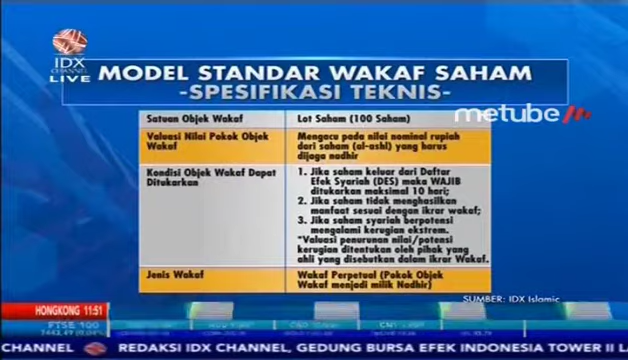 IDX
CHANNEL
LIVE
MODEL STANDAR WAKAF SAHAM
-SPESIFIKASI TEKNIS-
metube
Satuan Objek Wakaf
Lot Saham (100 Saham)
Valuasi Nilai Pokok Objek
Wakaf
Mengacu pada nilai nominal rupiah
dari saham (al-ashl) yang harus
dijaga nadhir
Kondisi Objek Wakaf Dapat
Ditukarkan
1. Jika saham keluar dari Daftar
Efek Syariah (DES) maka WAJIB
ditukarkan maksimal 10 hari;
2. Jika saham tidak menghasilkan
manfaat sesuai dengan ikrar wakaf;
3. Jika saham syariah berpotensi
mengalami kerugian ekstrem.
*Valuasi penurunan nilai/potensi
kerugian ditentukan oleh pihak yang
ahli yang disebutkan dalam ikrar Wakaf.
Jenis Wakaf
Wakaf Perpetual (Pokok Objek
Wakaf menjadi milik Nadhir)
SUMBER: IDX Islamic
HONGKONG 11:51
FTSE 100
CHANNEL REDAKSI IDX CHANNEL, GEDUNG BURSA EFEK INDONESIA TOWER II LA